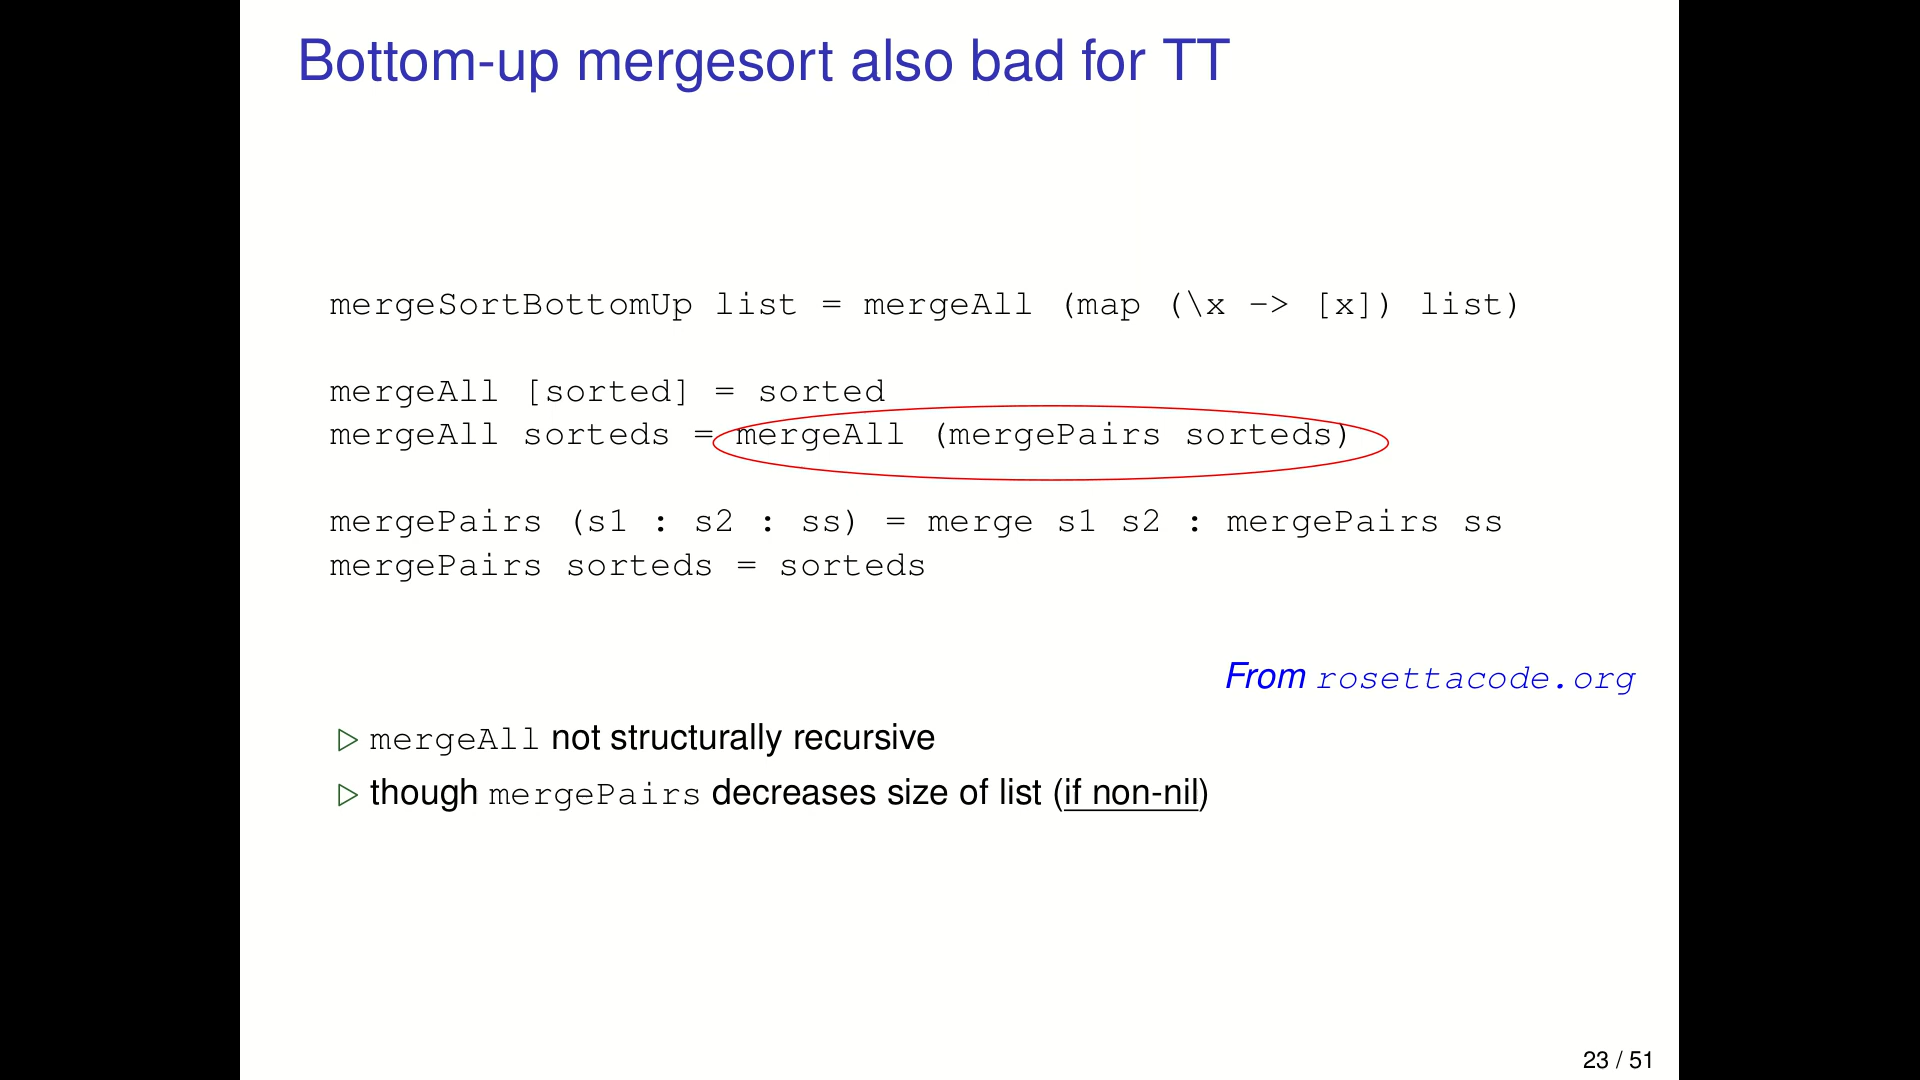 Bottom-up mergesort also bad for TT
mergeSortBottomUp list = mergeAll (map (\x -> [x]) list)
mergeAll [sorted] = sorted
mergeAll sorteds = mergeAll (mergePairs sorteds)
mergePairs (s1 : s2 : ss) = merge s1 s2 : mergePairs ss
mergePairs sorteds = sorteds
From rosettacode.org
▷ mergeAll not structurally recursive
▷ though mergePairs decreases size of list (if non-nil)
23 / 51